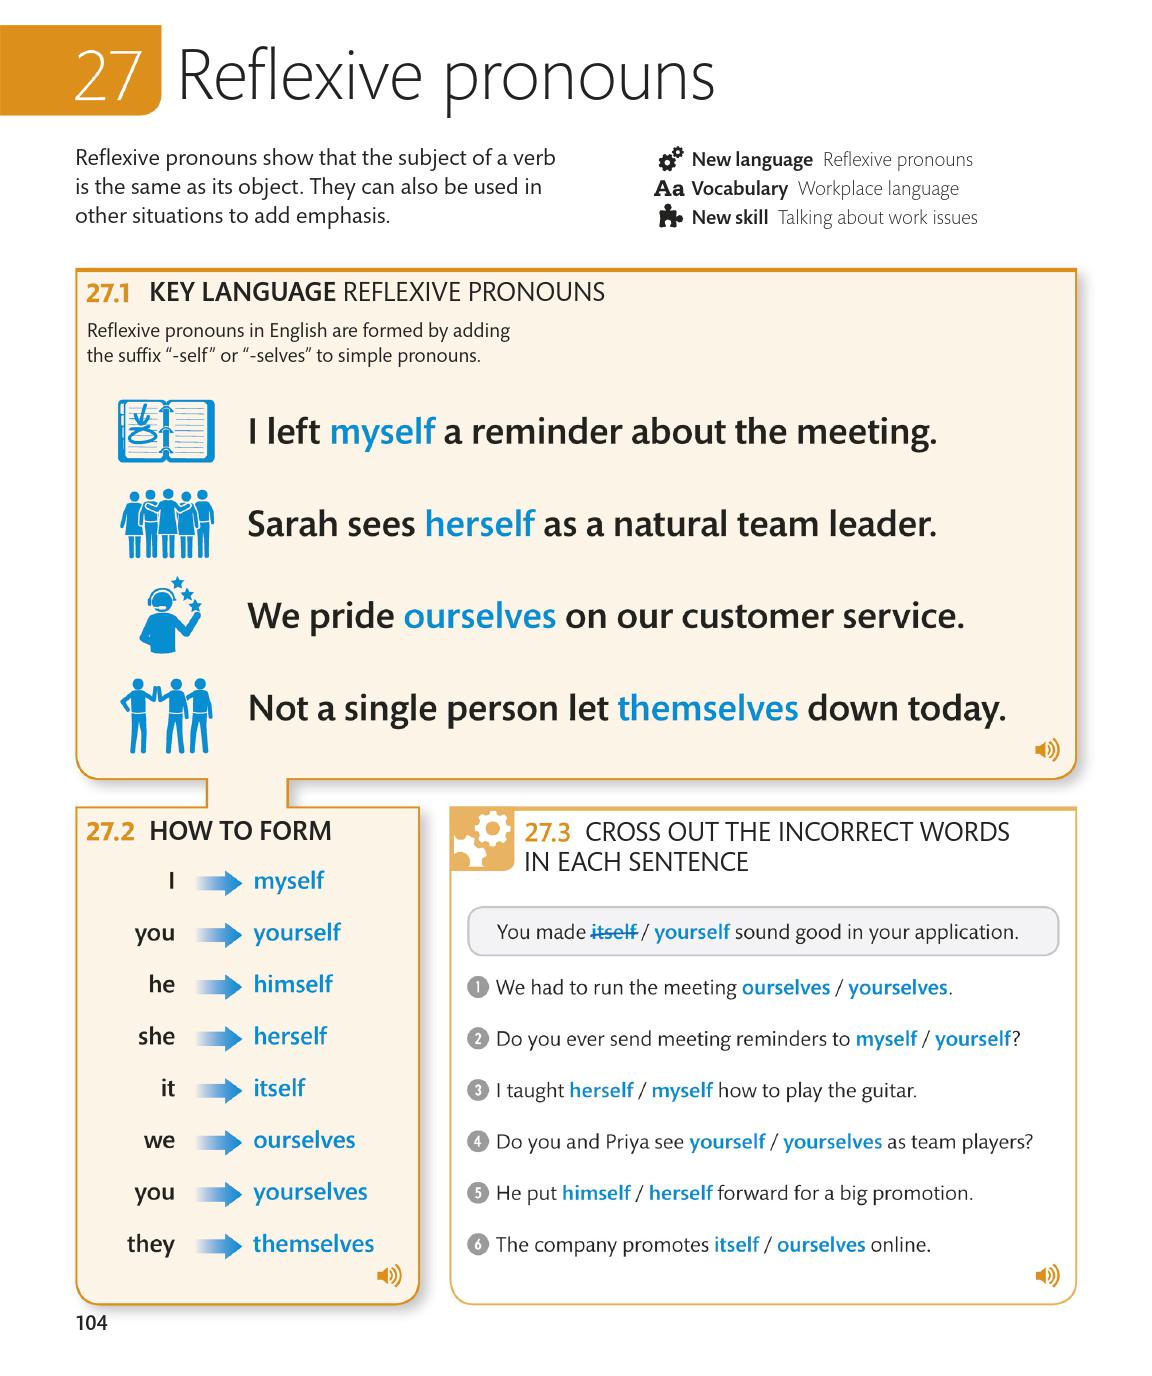 27 Reflexive pronouns
Reflexive pronouns show that the subject of a verb
is the same as its object. They can also be used in
other situations to add emphasis.
New language Reflexive pronouns
Aa Vocabulary Workplace language
New skill Talking about work issues
27.1 KEY LANGUAGE REFLEXIVE PRONOUNS
Reflexive pronouns in English are formed by adding
the suffix “-self” or “-selves” to simple pronouns.
I left myself a reminder about the meeting.
Sarah sees herself as a natural team leader.
We pride ourselves on our customer service.
Not a single person let themselves down today.
27.2 HOW TO FORM
I myself
you yourself
he himself
she herself
it itself
we ourselves
you yourselves
they themselves
27.3 CROSS OUT THE INCORRECT WORDS
IN EACH SENTENCE
You made itself / yourself sound good in your application.
1 We had to run the meeting ourselves / yourselves.
2 Do you ever send meeting reminders to myself / yourself?
3 I taught herself / myself how to play the guitar.
4 Do you and Priya see yourself / yourselves as team players?
5 He put himself / herself forward for a big promotion.
6 The company promotes itself / ourselves online.
104